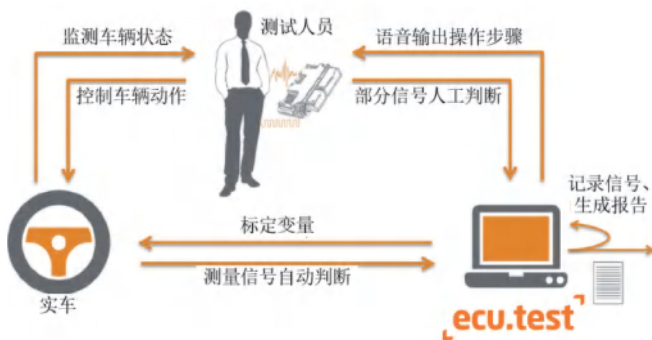 测试人员
监测车辆状态
语音输出操作步骤
控制车辆动作
部分信号人工判断
记录信号、
生成报告
标定变量
测量信号自动判断
实车
ecu.test